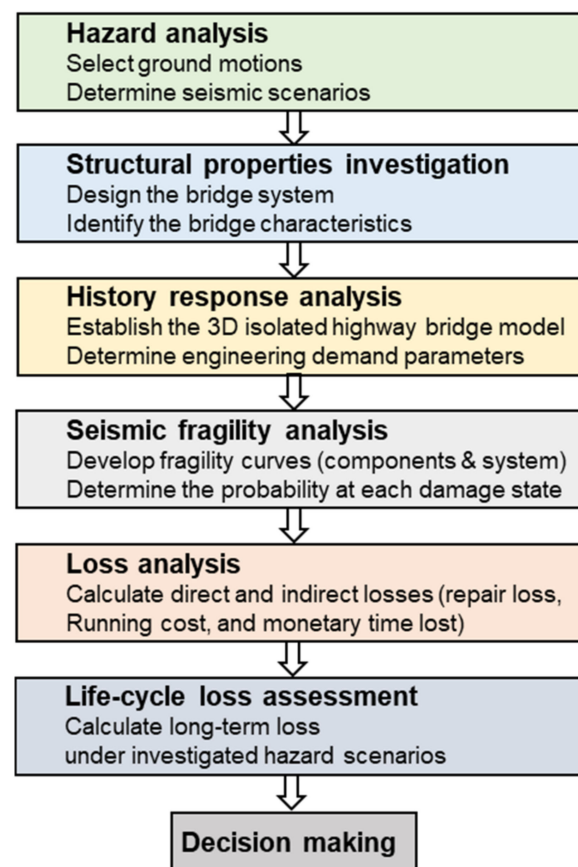 Hazard analysis
Select ground motions
Determine seismic scenarios
Structural properties investigation
Design the bridge system
Identify the bridge characteristics
History response analysis
Establish the 3D isolated highway bridge model
Determine engineering demand parameters
Seismic fragility analysis
Develop fragility curves (components & system)
Determine the probability at each damage state
Loss analysis
Calculate direct and indirect losses (repair loss,
Running cost, and monetary time lost)
Life-cycle loss assessment
Calculate long-term loss
under investigated hazard scenarios
Decision making